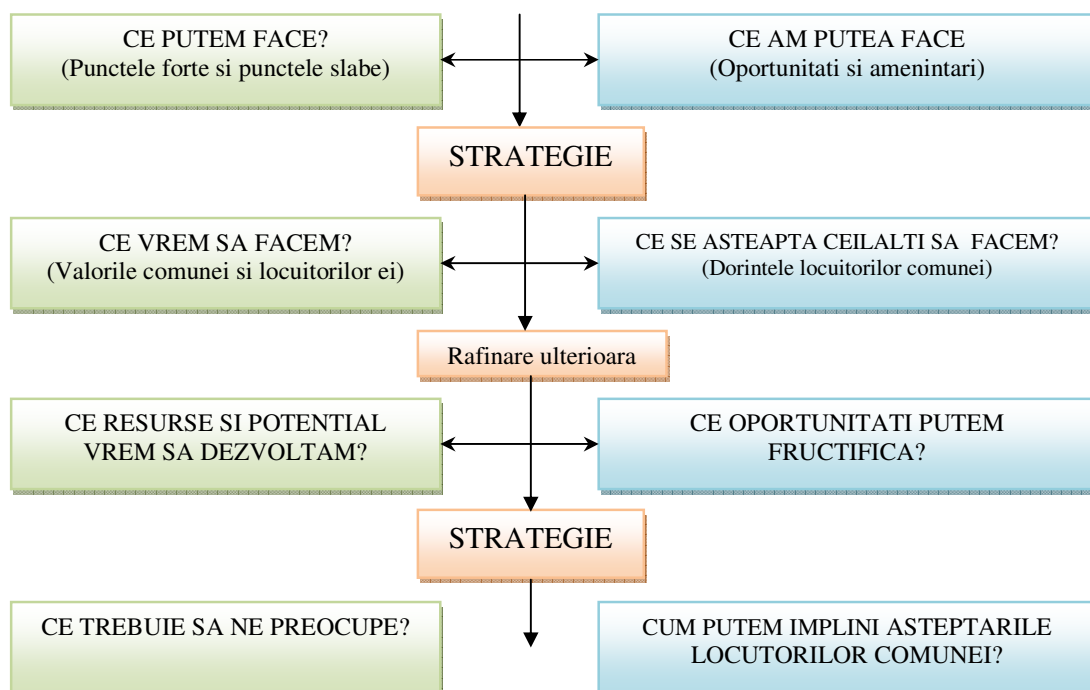 CE PUTEM FACE?
(Punctele forte si punctele slabe)
CE AM PUTEA FACE
(Oportunitati si amenintari)
STRATEGIE
CE VREM SA FACEM?
(Valorile comunei si locuitorilor ei)
CE SE ASTEAPTA CEILALTI SA FACEM?
(Dorintele locuitorilor comunei)
Rafinare ulterioara
CE RESURSE SI POTENTIAL
VREM SA DEZVOLTAM?
CE OPORTUNITATI PUTEM
FRUCTIFICA?
STRATEGIE
CE TREBUIE SA NE PREOCUPE?
CUM PUTEM IMPLINI ASTEPTARILE
LOCUTORILOR COMUNEI?